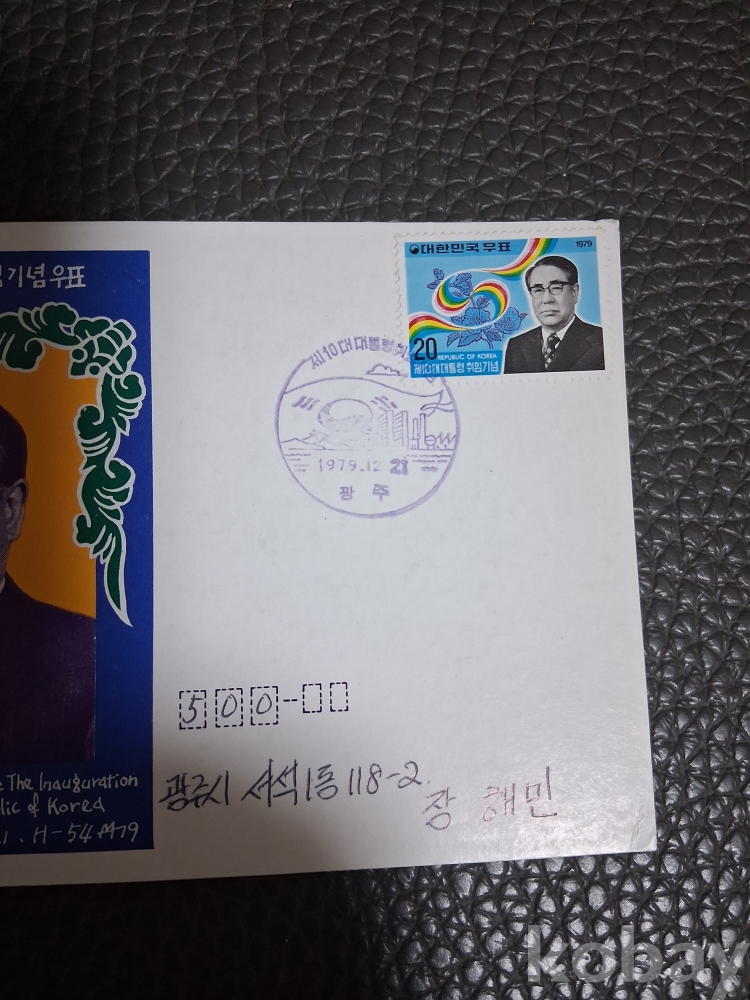 기념우표
대한민국우표 1979
20
REPUBLIC OF KOREA
제10대 대통령 취임기념
제10대 대통령취
1979.12 21
광주
500-
The Inauguration
lic of Korea
광주시 서석1동 118-2
장 해민
1. H-54 M79
kobay